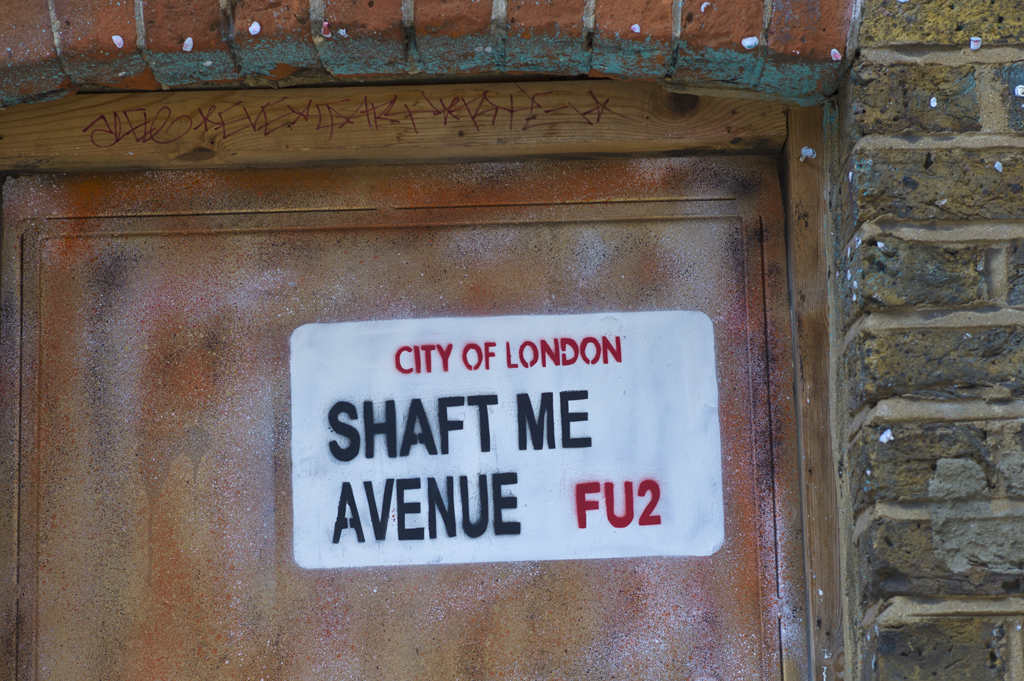 CITY OF LONDON
SHAFT ME
AVENUE FU2